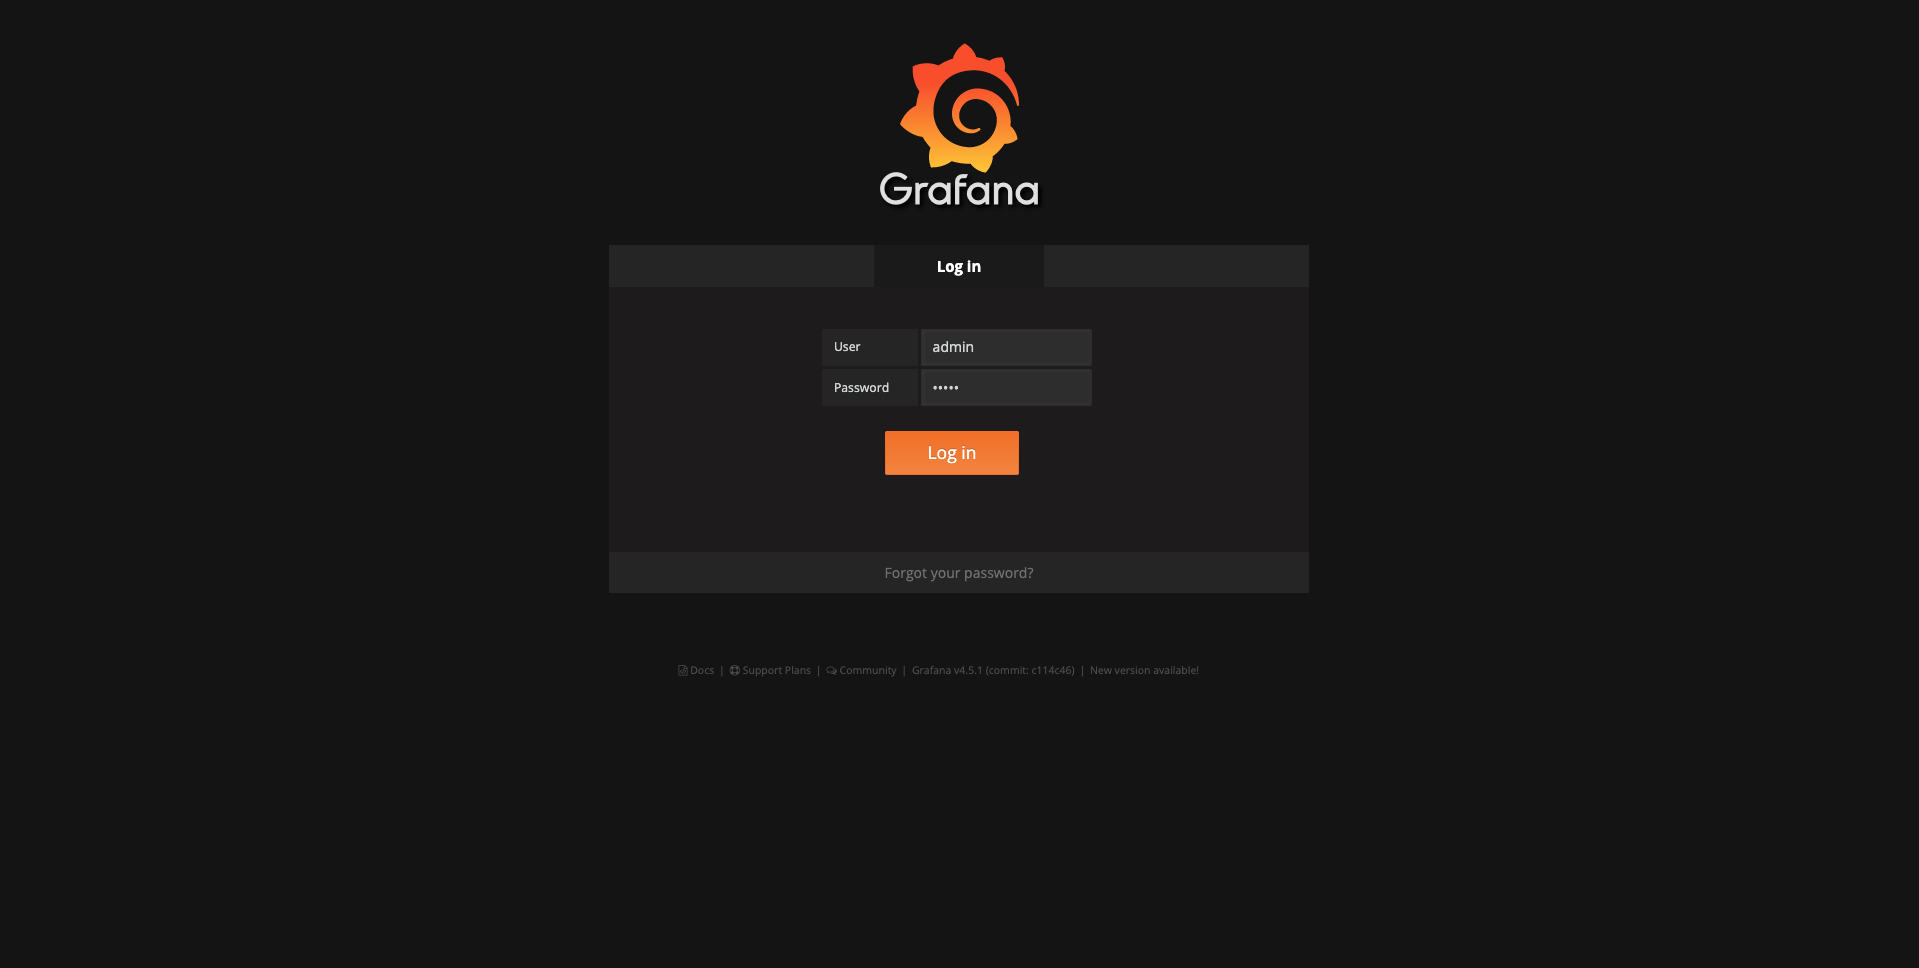 Grafana
Log in
User admin
Password •••••
Log in
Forgot your password?
Docs | Support Plans | Community | Grafana v4.5.1 (commit: c114c46) | New version available!